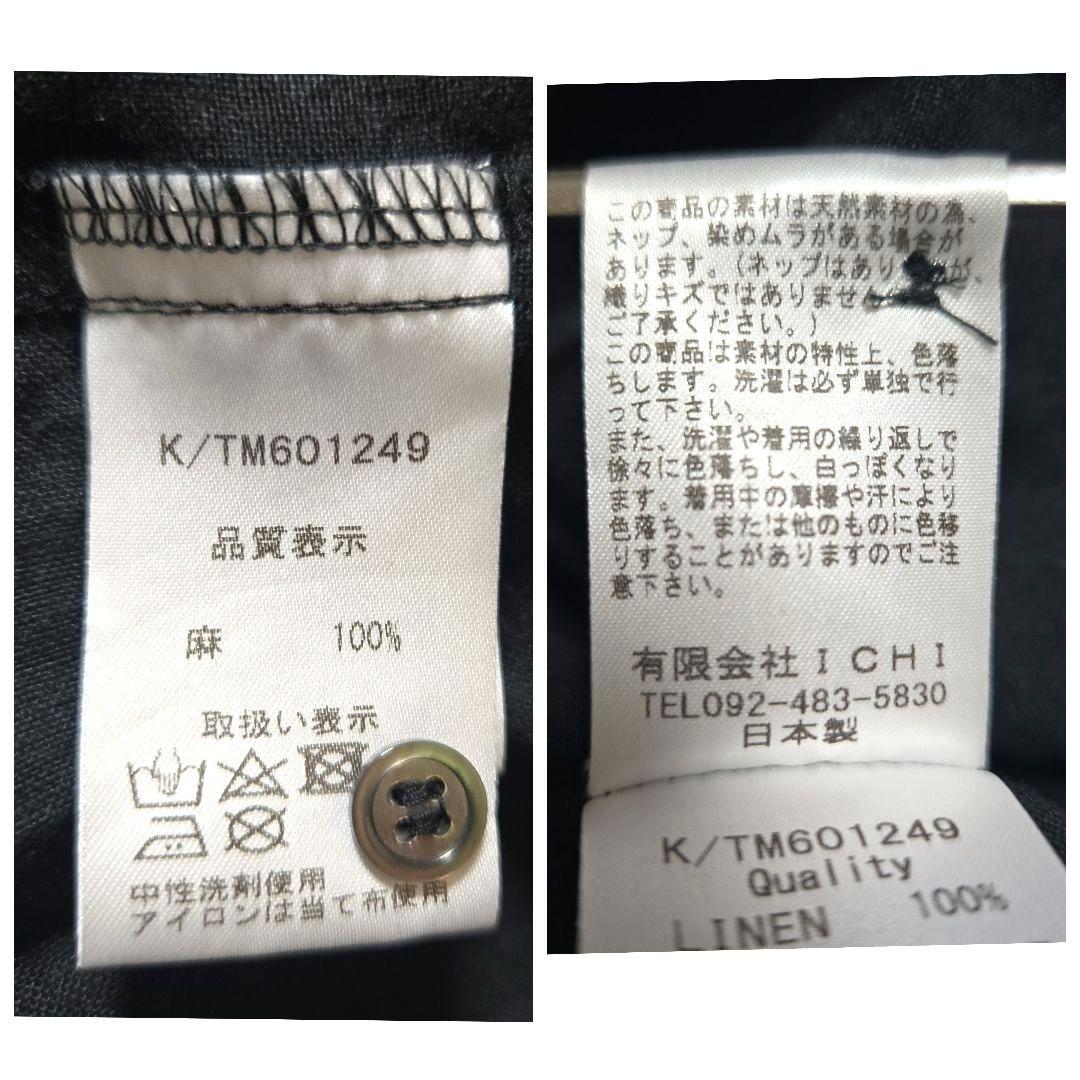 K/TM601249
品質表示
麻 100%
取扱い表示
中性洗剤使用
アイロンは当て布使用
この商品の素材は天然素材の為、
ネップ、染めムラがある場合が
あります。(ネップはあり が、
織りキズではありません
ご了承ください。)
この商品は素材の特性上、色落
ちします。洗濯は必ず単独で行
って下さい。
また、洗濯や着用の繰り返しで
徐々に色落ちし、白っぽくなり
ます。着用中の摩擦や汗により
色落ち、または他のものに色移
りすることがありますのでご注
意下さい。
有限会社ICHI
TEL092-483-5830
日本製
K/TM601249
Quality
LINEN 100%